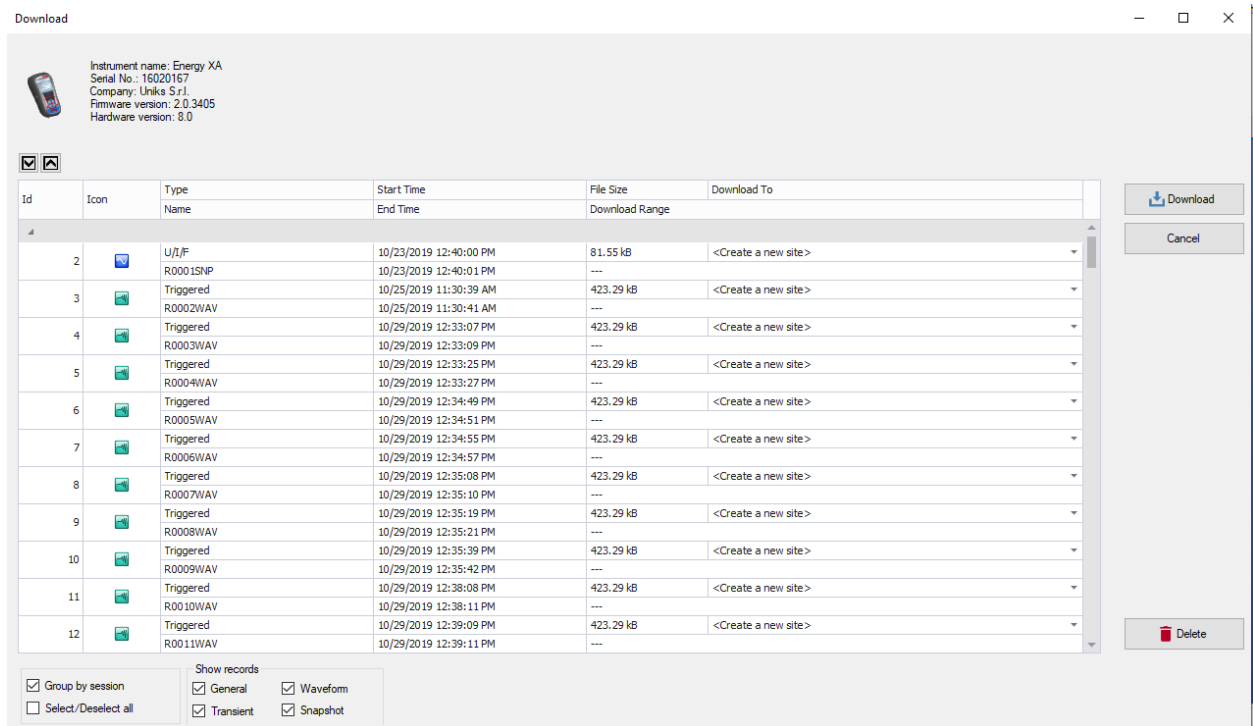 Download
Instrument name: Energy XA
Serial No.: 16020167
Company: Uniks S.r.l.
Firmware version: 2.0.3405
Hardware version: 8.0
Id Icon Type Start Time File Size Download To
Name End Time Download Range
Download
Cancel
2 U/I/F 10/23/2019 12:40:00 PM 81.55 kB <Create a new site>
R0001SNP 10/23/2019 12:40:01 PM ---
3 Triggered 10/25/2019 11:30:39 AM 423.29 kB <Create a new site>
R0002WAV 10/25/2019 11:30:41 AM ---
4 Triggered 10/29/2019 12:33:07 PM 423.29 kB <Create a new site>
R0003WAV 10/29/2019 12:33:09 PM ---
5 Triggered 10/29/2019 12:33:25 PM 423.29 kB <Create a new site>
R0004WAV 10/29/2019 12:33:27 PM ---
6 Triggered 10/29/2019 12:34:49 PM 423.29 kB <Create a new site>
R0005WAV 10/29/2019 12:34:51 PM ---
7 Triggered 10/29/2019 12:34:55 PM 423.29 kB <Create a new site>
R0006WAV 10/29/2019 12:34:57 PM ---
8 Triggered 10/29/2019 12:35:08 PM 423.29 kB <Create a new site>
R0007WAV 10/29/2019 12:35:10 PM ---
9 Triggered 10/29/2019 12:35:19 PM 423.29 kB <Create a new site>
R0008WAV 10/29/2019 12:35:21 PM ---
10 Triggered 10/29/2019 12:35:39 PM 423.29 kB <Create a new site>
R0009WAV 10/29/2019 12:35:42 PM ---
11 Triggered 10/29/2019 12:38:08 PM 423.29 kB <Create a new site>
R0010WAV 10/29/2019 12:38:11 PM ---
12 Triggered 10/29/2019 12:39:09 PM 423.29 kB <Create a new site>
R0011WAV 10/29/2019 12:39:11 PM ---
Delete
Show records
Group by session General Waveform
Select/Deselect all Transient Snapshot